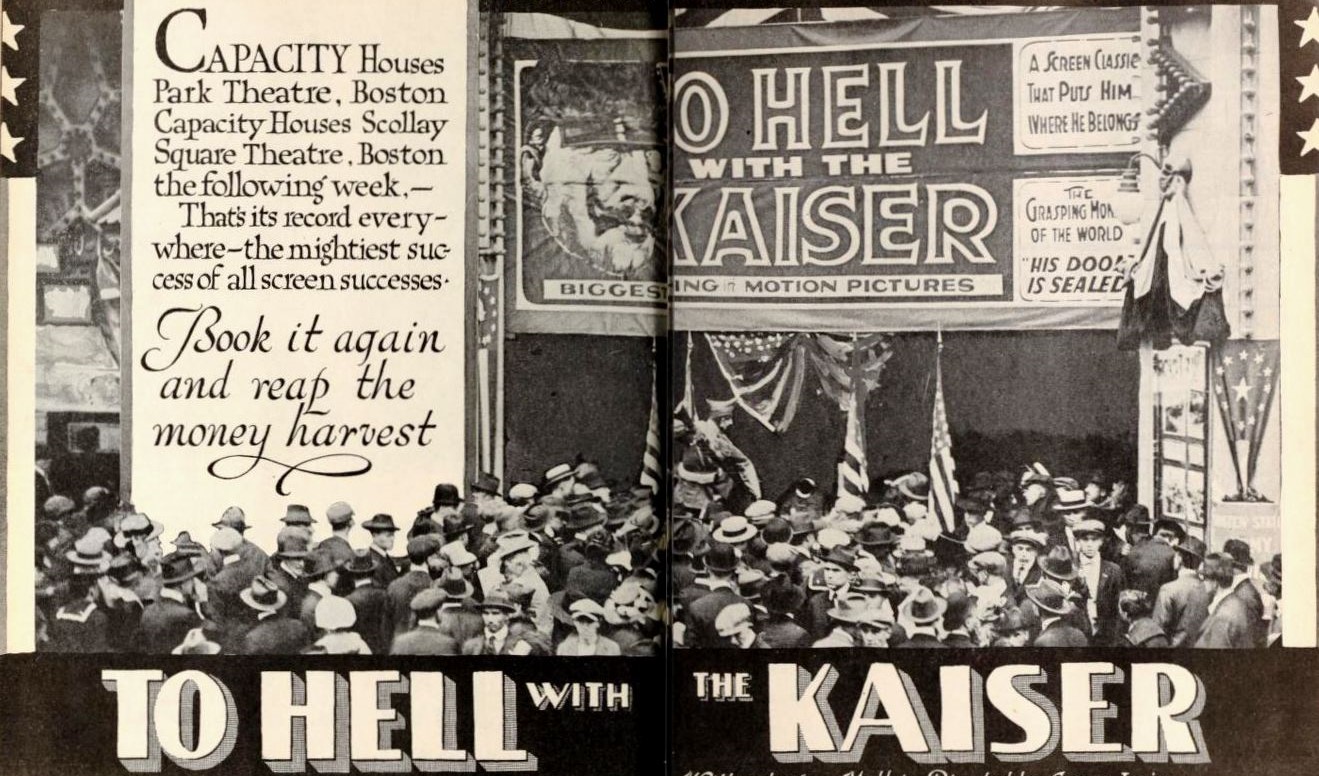 CAPACITY Houses
Park Theatre, Boston
Capacity Houses Scollay
Square Theatre, Boston
the following week,—
That's its record every-
where—the mightiest suc-
cess of all screen successes.
Book it again
and reap the
money harvest
O HELL
WITH THE
KAISER
BIGGEST
ING IN MOTION PICTURES
A SCREEN CLASSIC
THAT PUTS HIM
WHERE HE BELONGS
THE
GRASPING
OF THE WORLD
"HIS DOOM
IS SEALED
TO HELL WITH THE KAISER